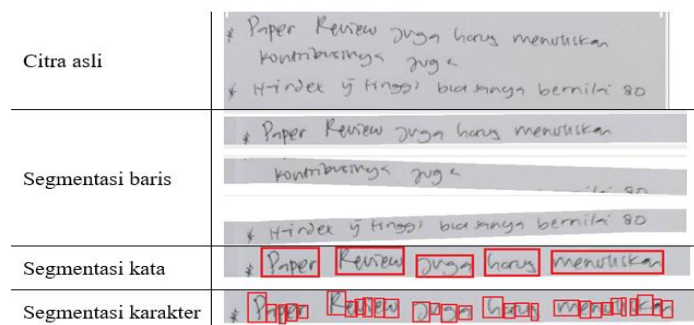 Citra asli
* Paper Review juga harus menuliskan
kontribusinya juga
* H-index yg tinggi biasanya bernilai 80
Segmentasi baris
* Paper Review juga harus menuliskan
kontribusinya juga
* H-index yg tinggi biasanya bernilai 80
Segmentasi kata
* Paper Review juga harus menuliskan
Segmentasi karakter
* Paper Review juga harus menuliskan